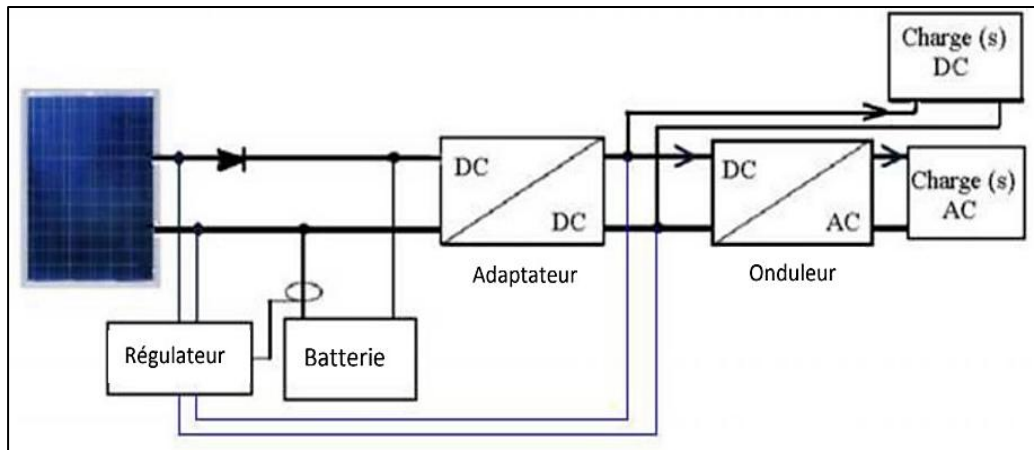 Charge (s)
DC
DC
DC
Adaptateur
DC
AC
Onduleur
Charge (s)
AC
Régulateur
Batterie